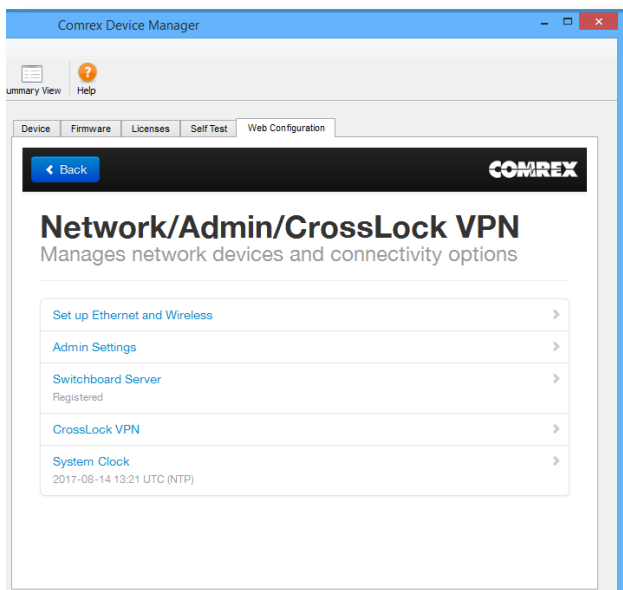 Comrex Device Manager
ummary View
Help
Device Firmware Licenses Self Test Web Configuration
Back
COMREX
Network/Admin/CrossLock VPN
Manages network devices and connectivity options
Set up Ethernet and Wireless
Admin Settings
Switchboard Server
Registered
CrossLock VPN
System Clock
2017-08-14 13:21 UTC (NTP)